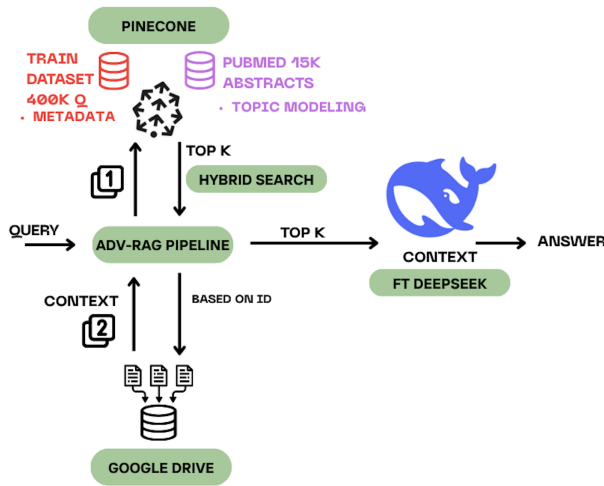 PINECONE
TRAIN
DATASET
400K Q
• METADATA
PUBMED 15K
ABSTRACTS
• TOPIC MODELING
1
TOP K
HYBRID SEARCH
QUERY
ADV-RAG PIPELINE
TOP K
CONTEXT
ANSWER
FT DEEPSEEK
CONTEXT
2
BASED ON ID
GOOGLE DRIVE